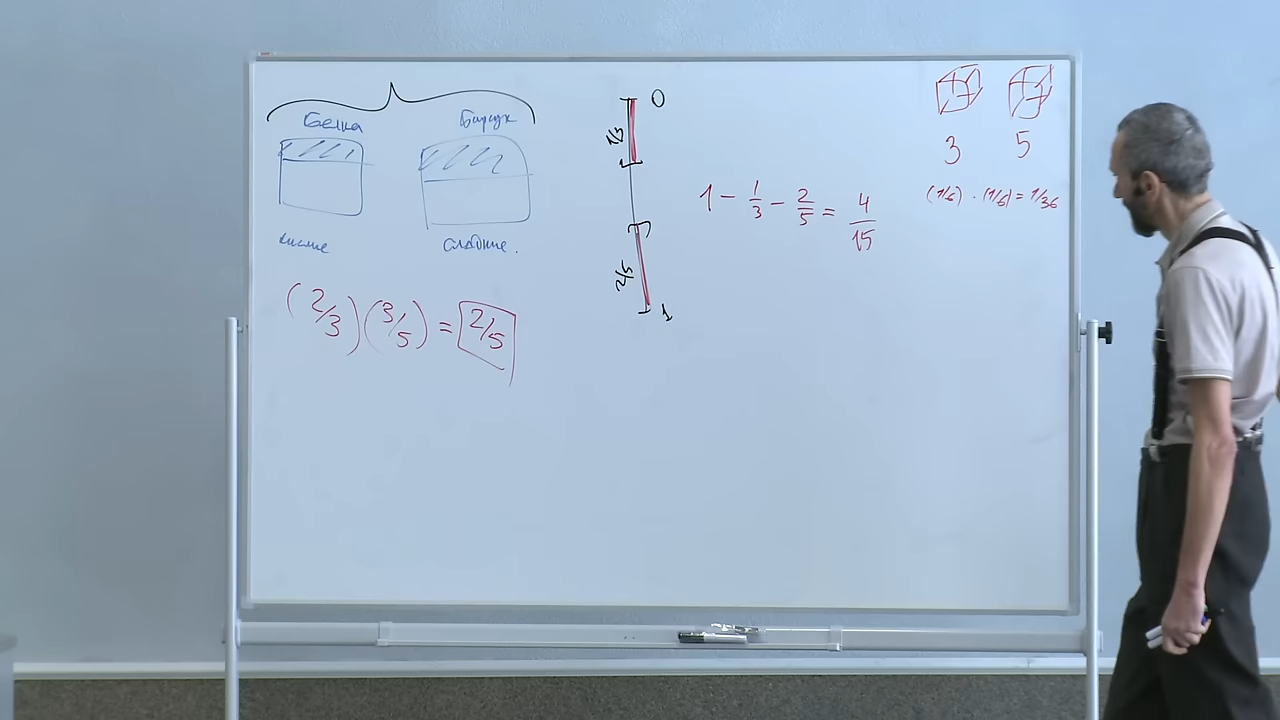 Белка
Барсук
кислые
сладкие.
(2/3)(3/5) = 2/5
0
1/3
2/5
1
1 - 1/3 - 2/5 = 4/15
3 5
(1/6) · (1/6) = 1/36